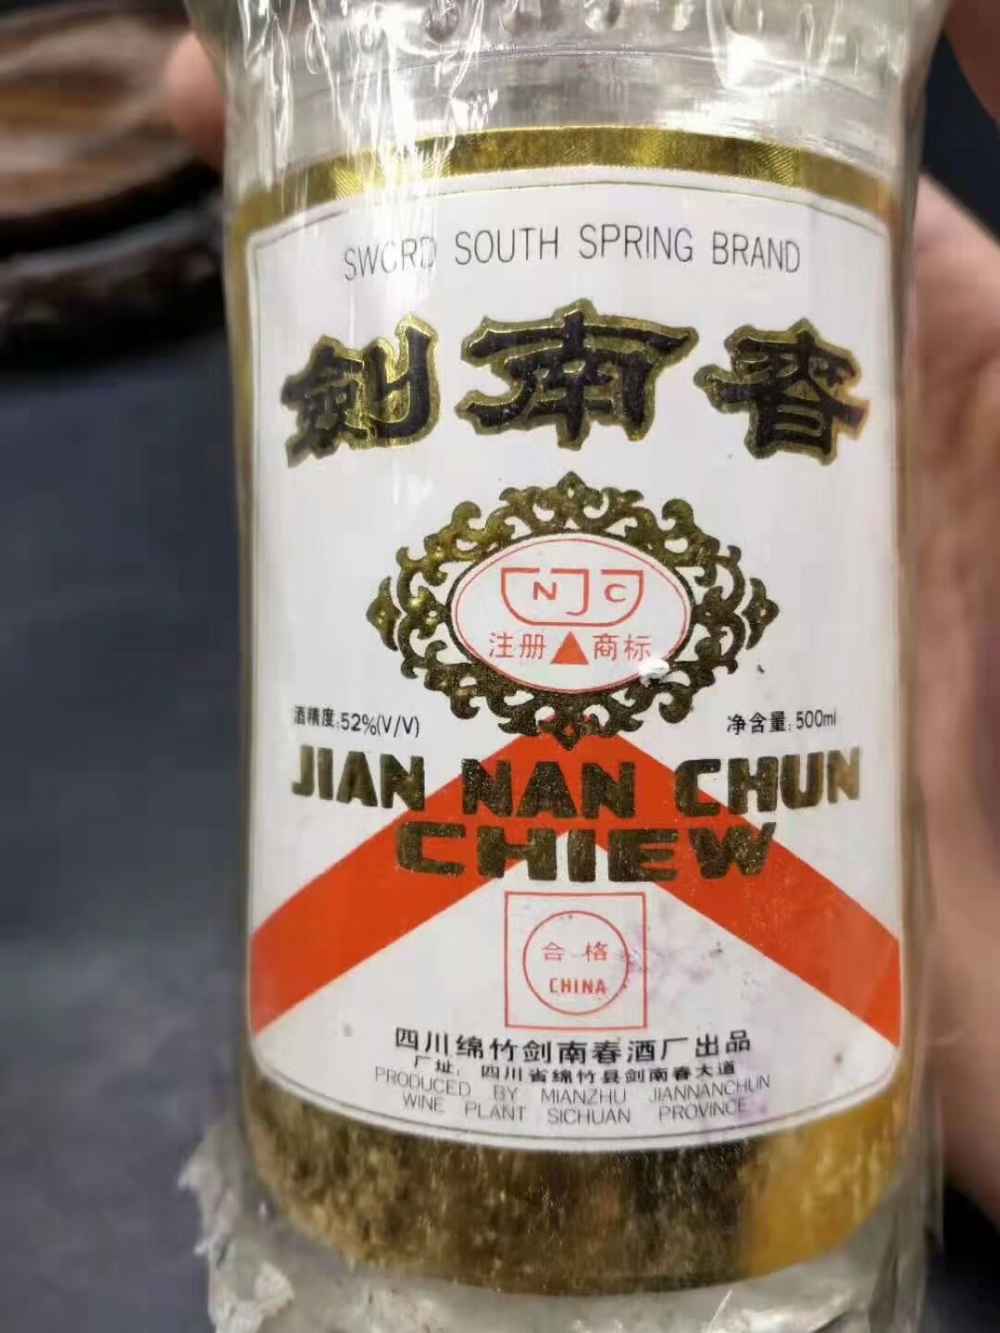 SWORD SOUTH SPRING BRAND
劍南春
NJC
注册 商标
酒精度:52%(V/V)
净含量:500ml
JIAN NAN CHUN
CHIEW
合格
CHINA
四川绵竹剑南春酒厂出品
厂址:四川省绵竹县剑南春大道
PRODUCED BY MIANZHU JIANNANCHUN
WINE PLANT SICHUAN PROVINCE